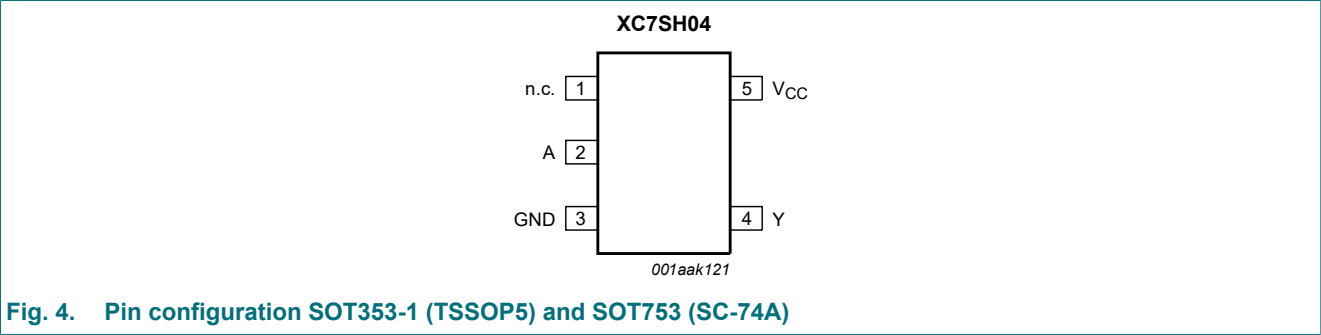 XC7SH04
n.c. 1
5 VCC
A 2
GND 3
4 Y
001aak121
Fig. 4. Pin configuration SOT353-1 (TSSOP5) and SOT753 (SC-74A)